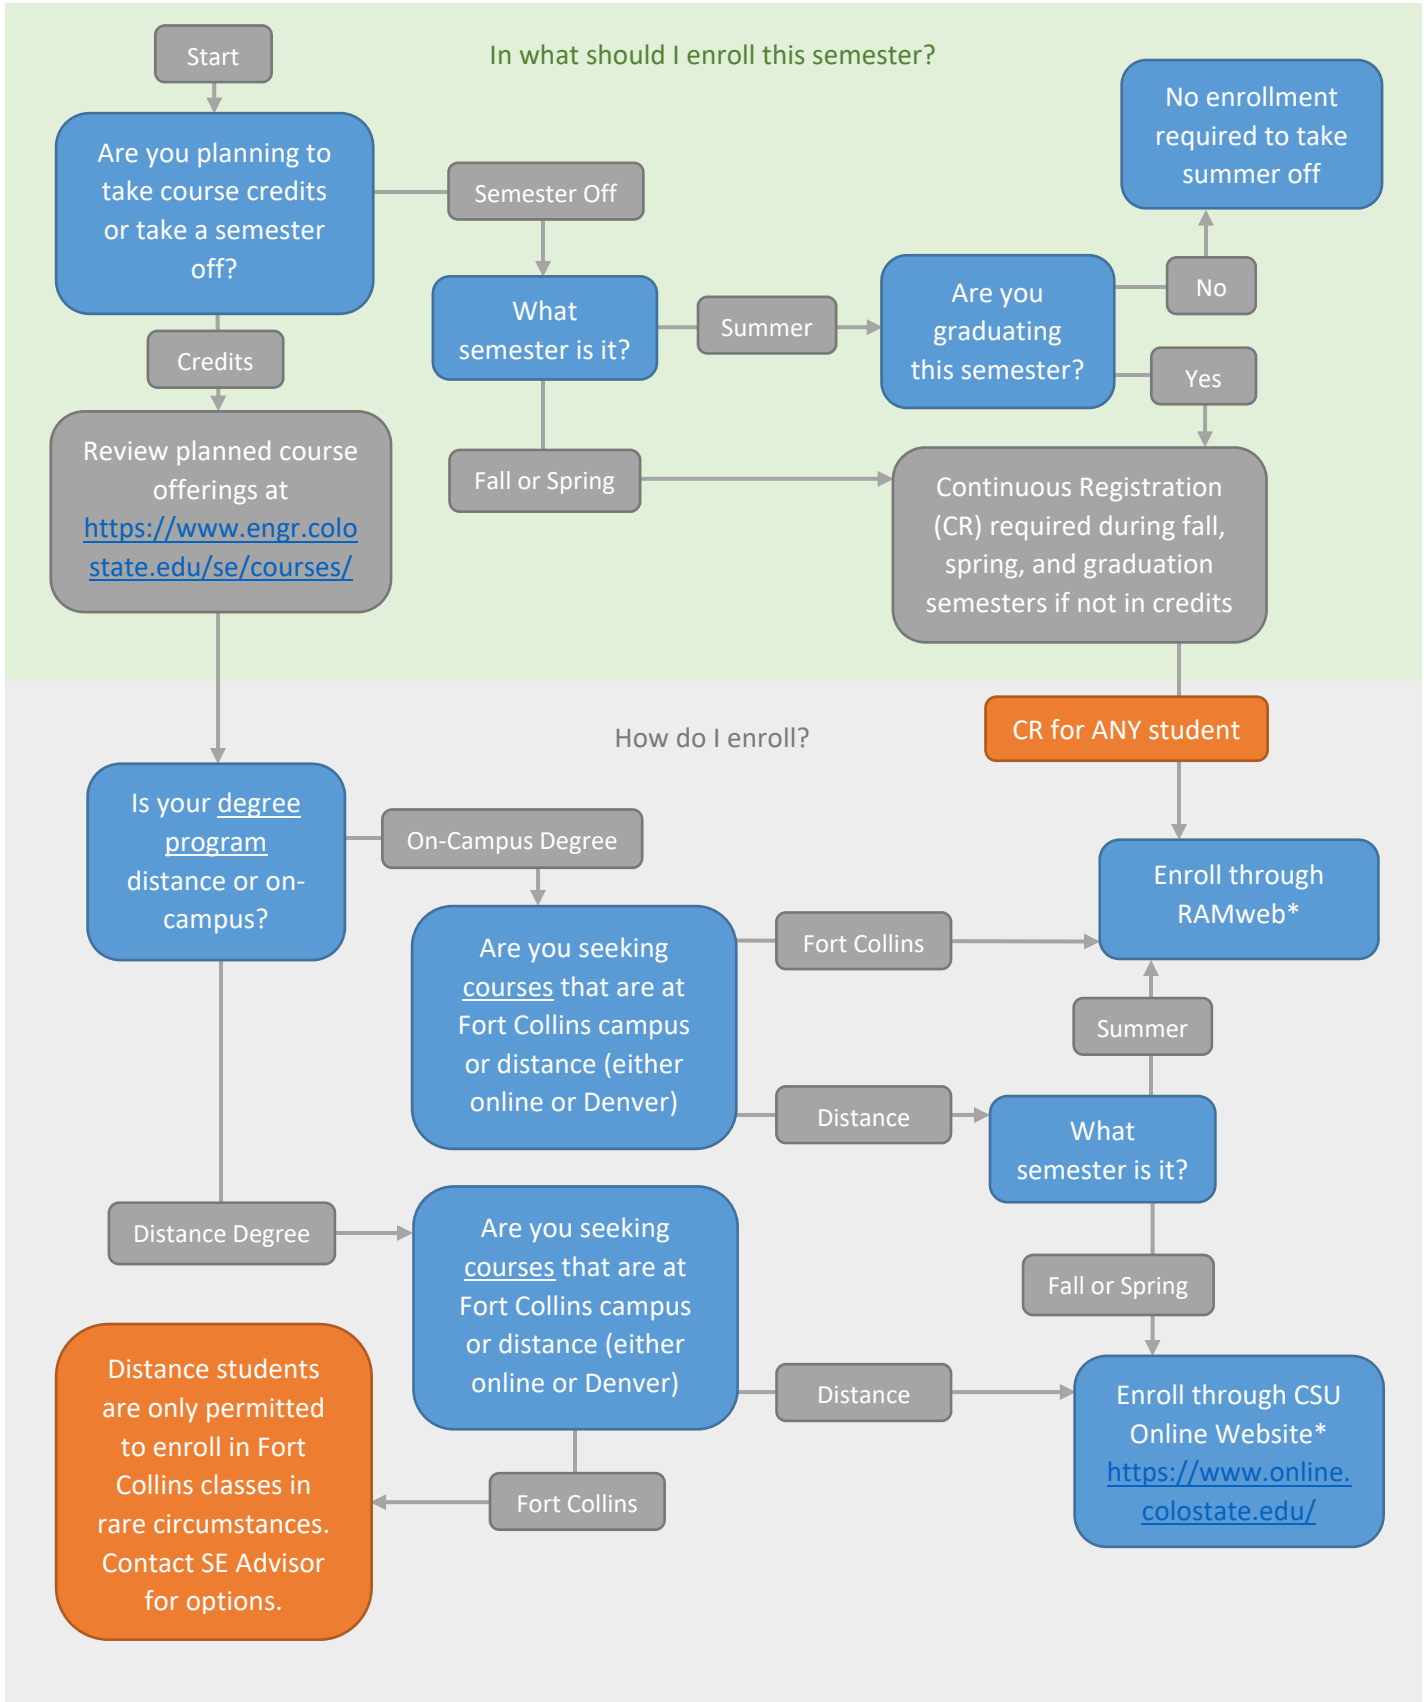 Start
In what should I enroll this semester?
No enrollment
required to take
summer off
Are you planning to
take course credits
or take a semester
off?
Semester Off
What
semester is it?
Summer
Are you
graduating
this semester?
No
Yes
Credits
Review planned course
offerings at
https://www.engr.colo
state.edu/se/courses/
Fall or Spring
Continuous Registration
(CR) required during fall,
spring, and graduation
semesters if not in credits
CR for ANY student
How do I enroll?
Is your degree
program
distance or on-
campus?
On-Campus Degree
Enroll through
RAMweb*
Are you seeking
courses that are at
Fort Collins campus
or distance (either
online or Denver)
Fort Collins
Summer
Distance
What
semester is it?
Distance Degree
Are you seeking
courses that are at
Fort Collins campus
or distance (either
online or Denver)
Fall or Spring
Distance
Enroll through CSU
Online Website*
https://www.online.
colostate.edu/
Fort Collins
Distance students
are only permitted
to enroll in Fort
Collins classes in
rare circumstances.
Contact SE Advisor
for options.